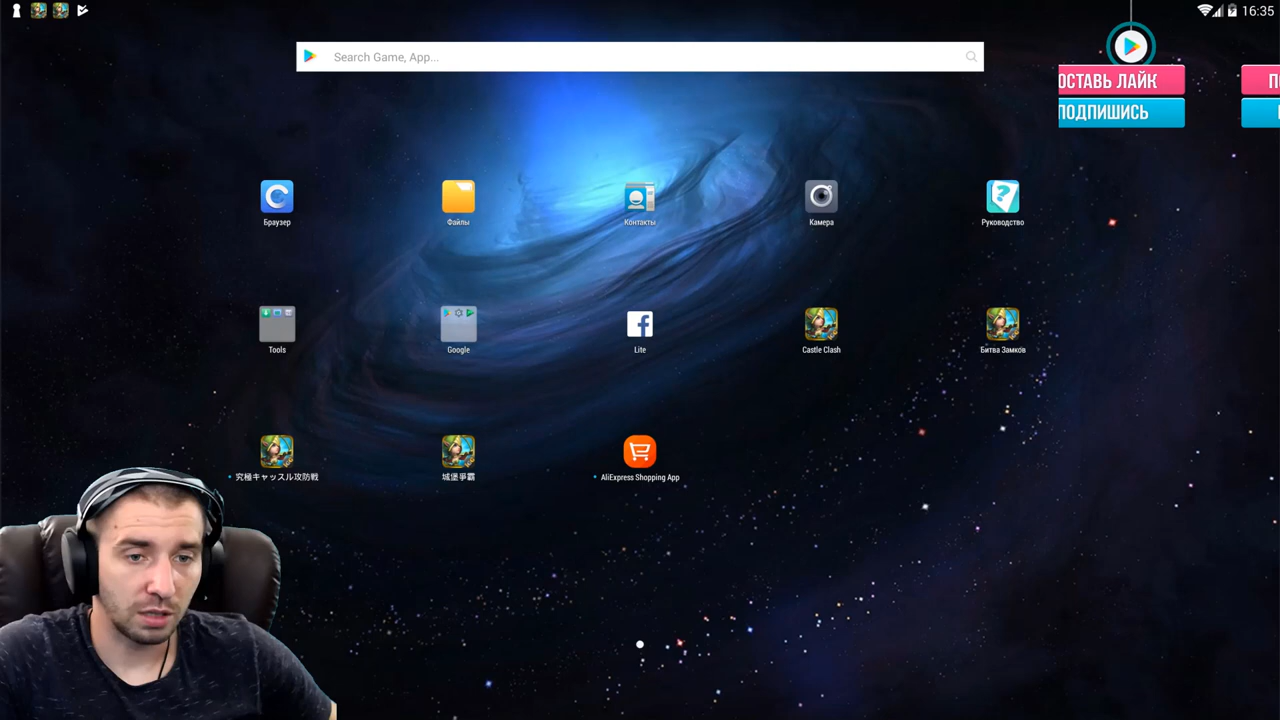 16:35
Search Game, App...
ОСТАВЬ ЛАЙК
ПОДПИШИСЬ
Браузер
Файлы
Контакты
Камера
Руководство
Tools
Google
Lite
Castle Clash
Битва Замков
究極キャッスル攻防戦
城堡爭霸
AliExpress Shopping App